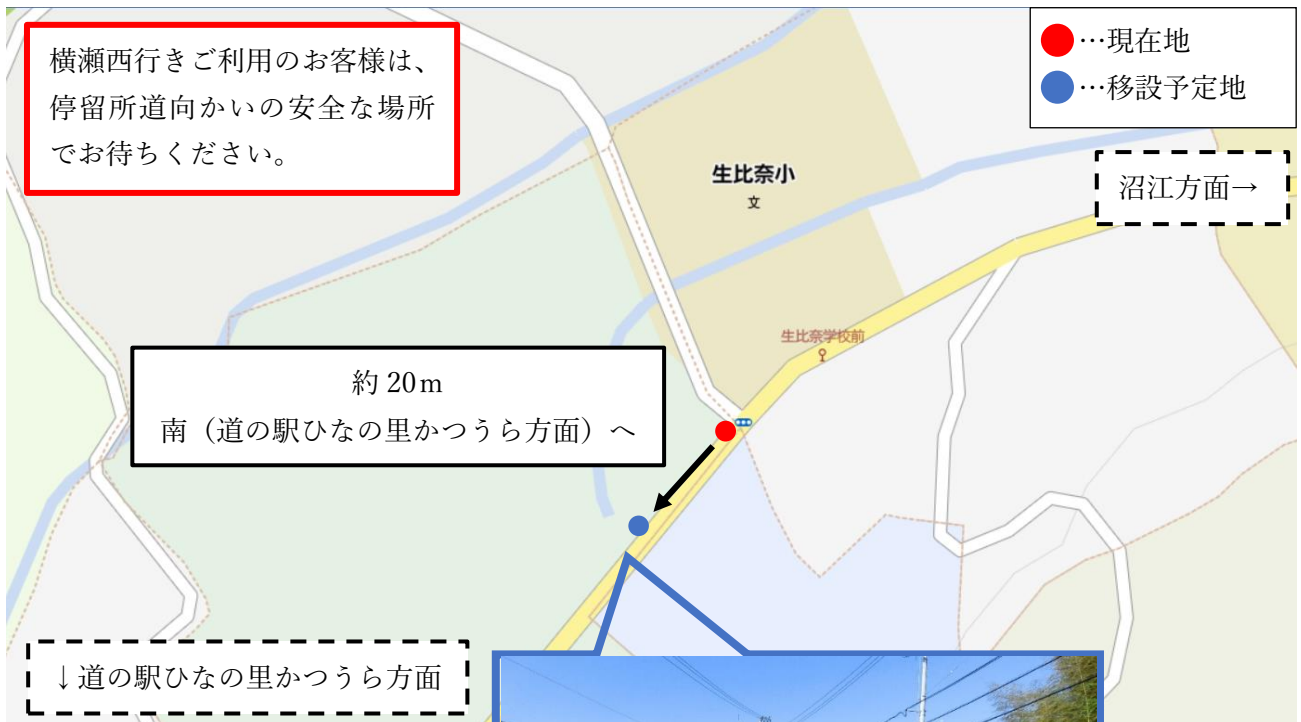 横瀬西行きご利用のお客様は、
停留所道向かいの安全な場所
でお待ちください。
●…現在地
●…移設予定地
生比奈小
文
沼江方面→
生比奈学校前
約 20m
南（道の駅ひなの里かつうら方面）へ
↓道の駅ひなの里かつうら方面